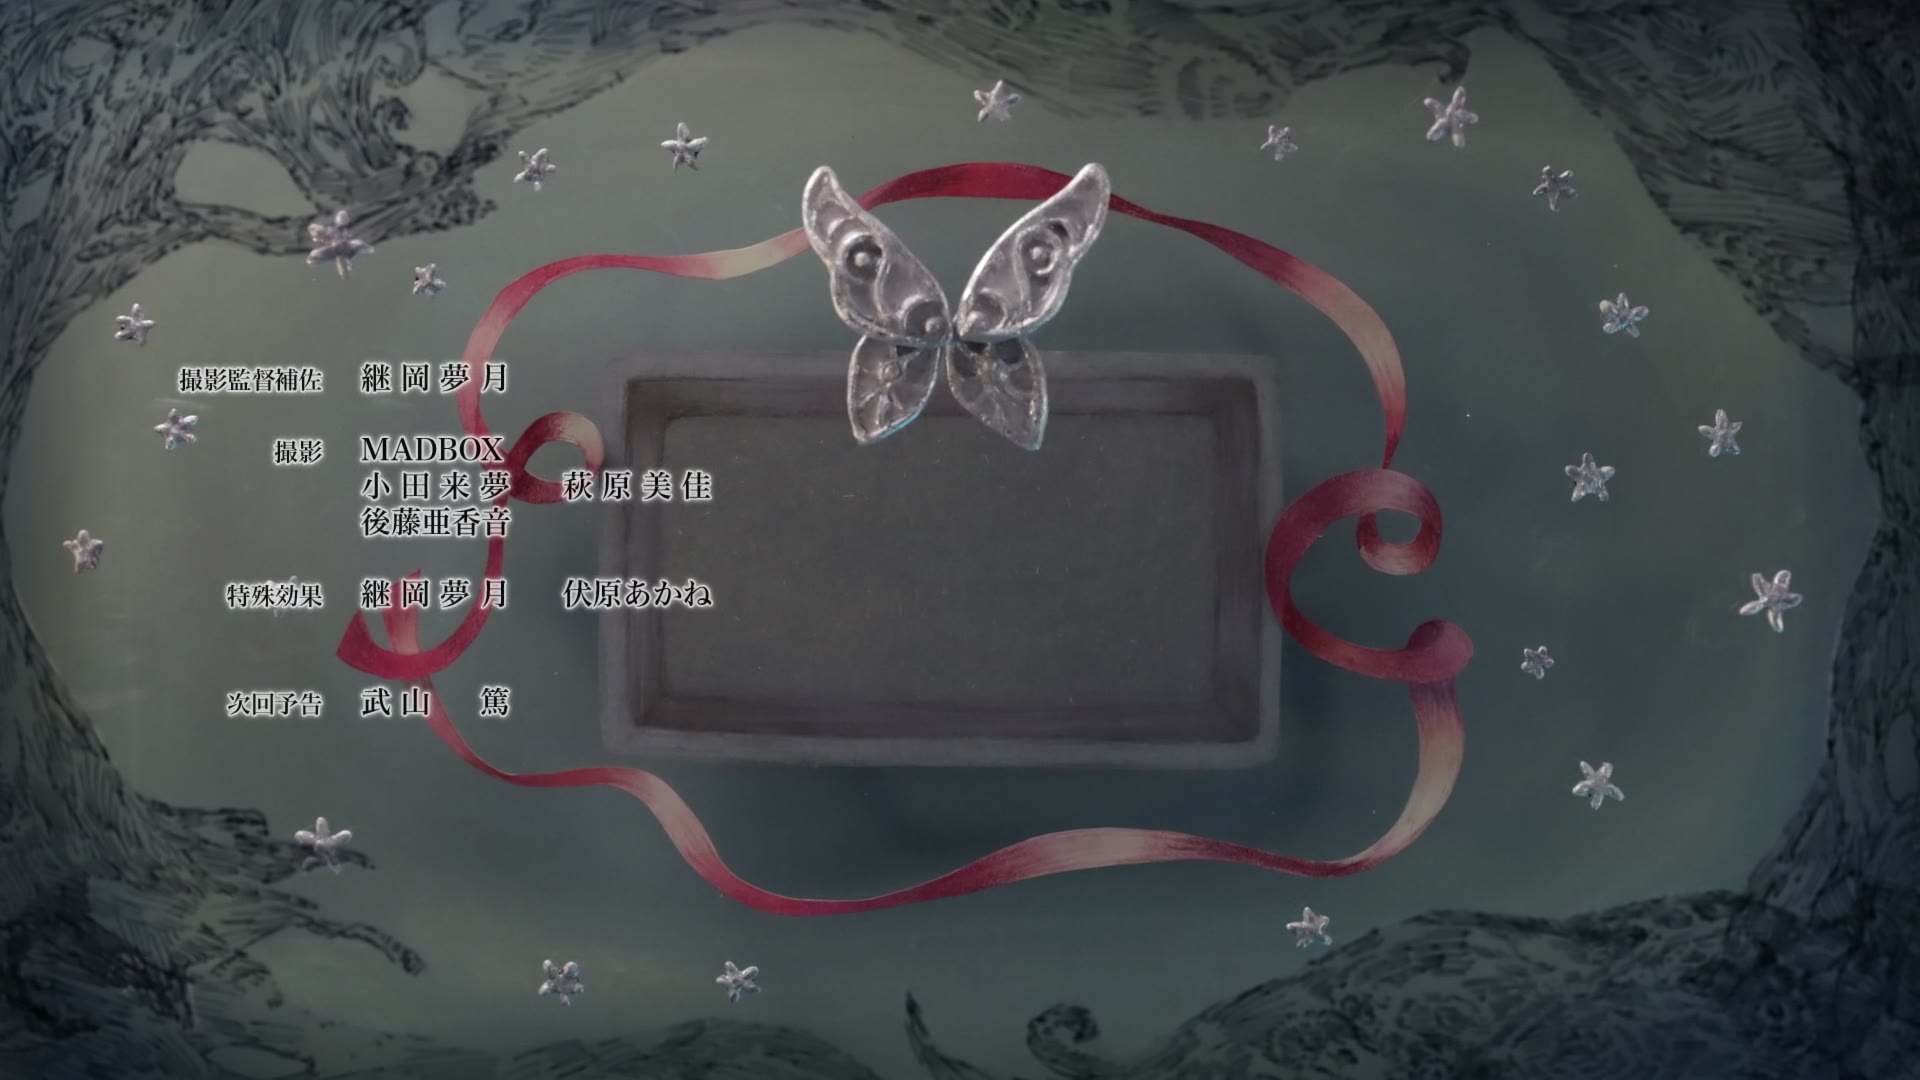 撮影監督補佐 継岡夢月
撮影 MADBOX
小田来夢 萩原美佳
後藤亜香音
特殊効果 継岡夢月 伏原あかね
次回予告 武山 篤